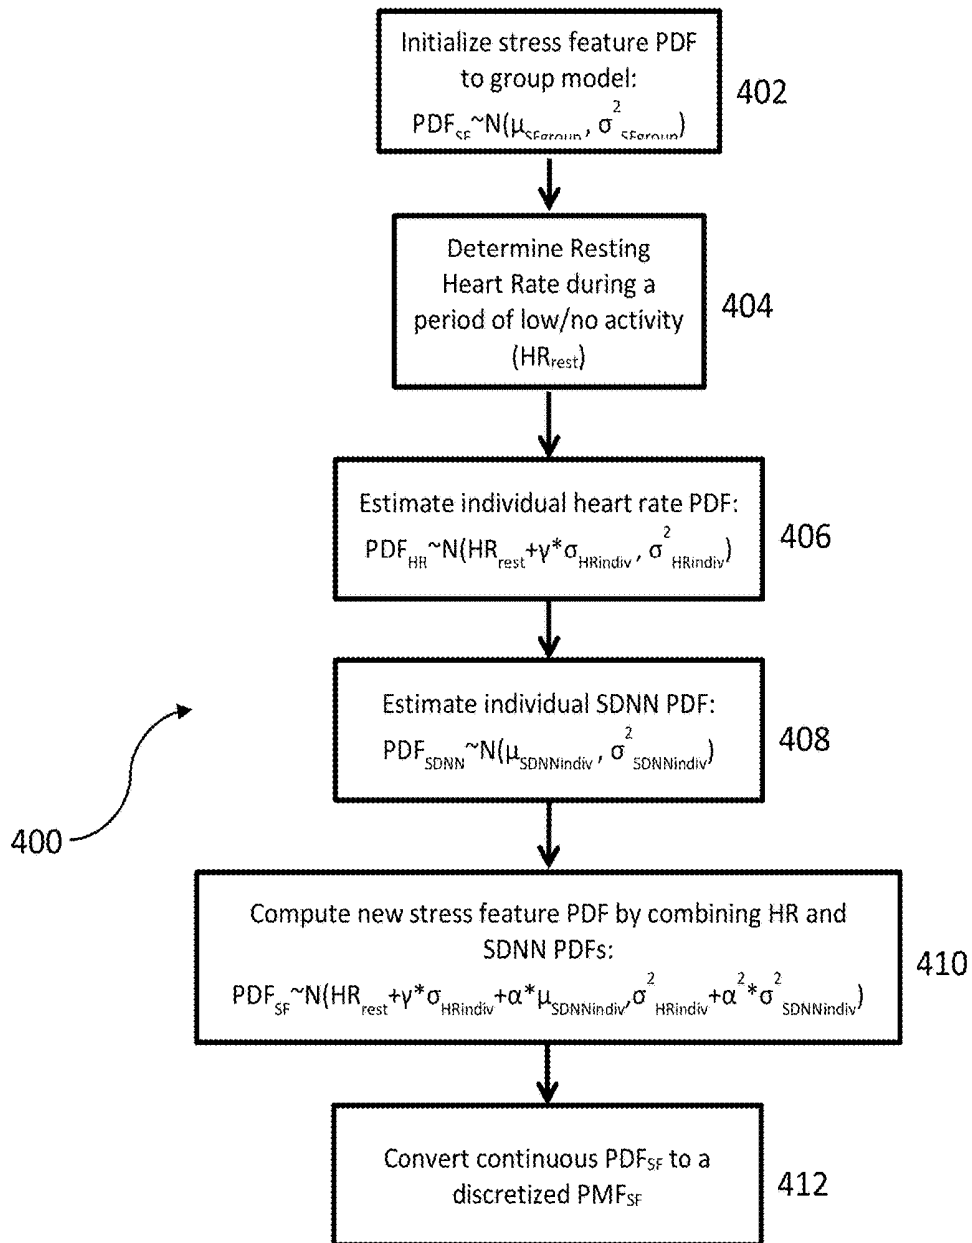 Initialize stress feature PDF
to group model:
PDF_SF~N(μ_SFgroup, σ²_SFgroup)
402
Determine Resting
Heart Rate during a
period of low/no activity
(HR_rest)
404
Estimate individual heart rate PDF:
PDF_HR~N(HR_rest+γ*σ_HRindiv, σ²_HRindiv)
406
Estimate individual SDNN PDF:
PDF_SDNN~N(μ_SDNNindiv, σ²_SDNNindiv)
408
400
Compute new stress feature PDF by combining HR and
SDNN PDFs:
PDF_SF~N(HR_rest+γ*σ_HRindiv+α*μ_SDNNindiv,σ²_HRindiv+α²*σ²_SDNNindiv)
410
Convert continuous PDF_SF to a
discretized PMF_SF
412